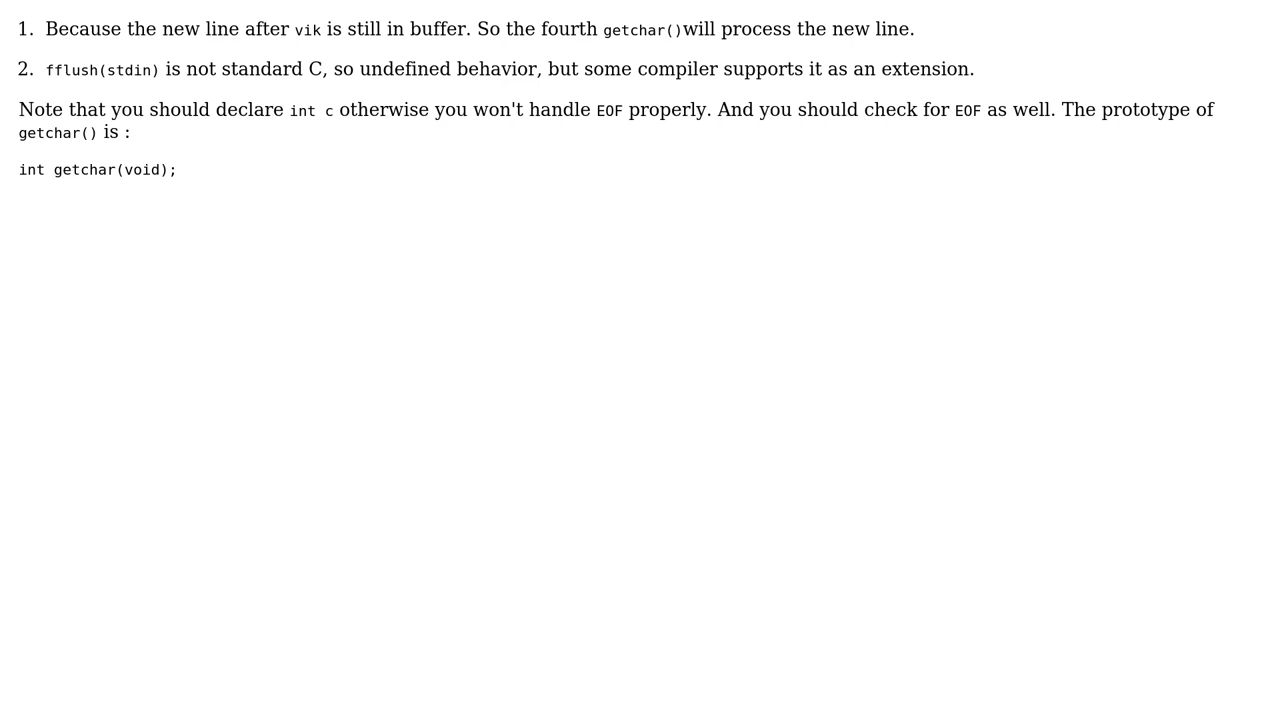 1. Because the new line after vik is still in buffer. So the fourth getchar()will process the new line.
2. fflush(stdin) is not standard C, so undefined behavior, but some compiler supports it as an extension.
Note that you should declare int c otherwise you won't handle EOF properly. And you should check for EOF as well. The prototype of
getchar() is :
int getchar(void);